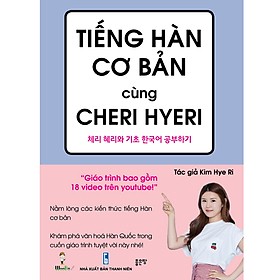 TIẾNG HÀN
CƠ BẢN
cùng
CHERI HYERI
체리 혜리와 기초 한국어 공부하기
"Giáo trình bao gồm
18 video trên youtube!"
Tác giả Kim Hye Ri
Nắm lòng các kiến thức tiếng Hàn
cơ bản
Khám phá văn hoá Hàn Quốc trong
cuốn giáo trình tuyệt vời này nhé!
NHÀ XUẤT BẢN THANH NIÊN
좋은땅